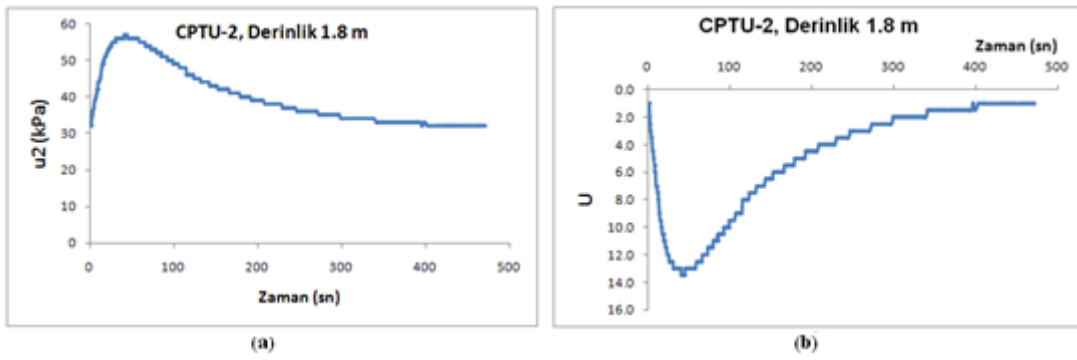 CPTU-2, Derinlik 1.8 m
60
50
40
30
20
10
0
u2 (kPa)
0 100 200 300 400 500
Zaman (sn)
(a)
CPTU-2, Derinlik 1.8 m
Zaman (sn)
0 100 200 300 400 500
0.0
2.0
4.0
6.0
8.0
10.0
12.0
14.0
16.0
U
(b)